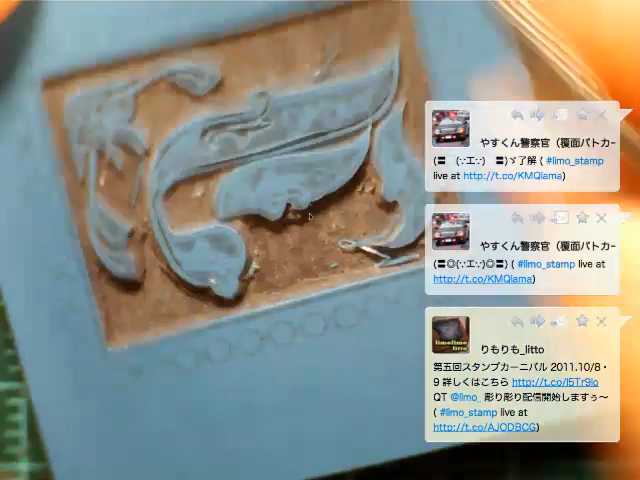 やすくん警察官（覆面パトカー
(〓　(∵エ∵)　〓)ゞ了解 ( #limo_stamp
live at http://t.co/KMQlama)
やすくん警察官（覆面パトカー
(〓◎(∵エ∵)◎〓) ( #limo_stamp live at
http://t.co/KMQlama)
りもりも_litto
第五回スタンプカーニバル 2011.10/8・
9 詳しくはこちら http://t.co/l5Tr9lo
QT @limo_ 彫り彫り配信開始しますぅ～
( #limo_stamp live at
http://t.co/AJODBCG)